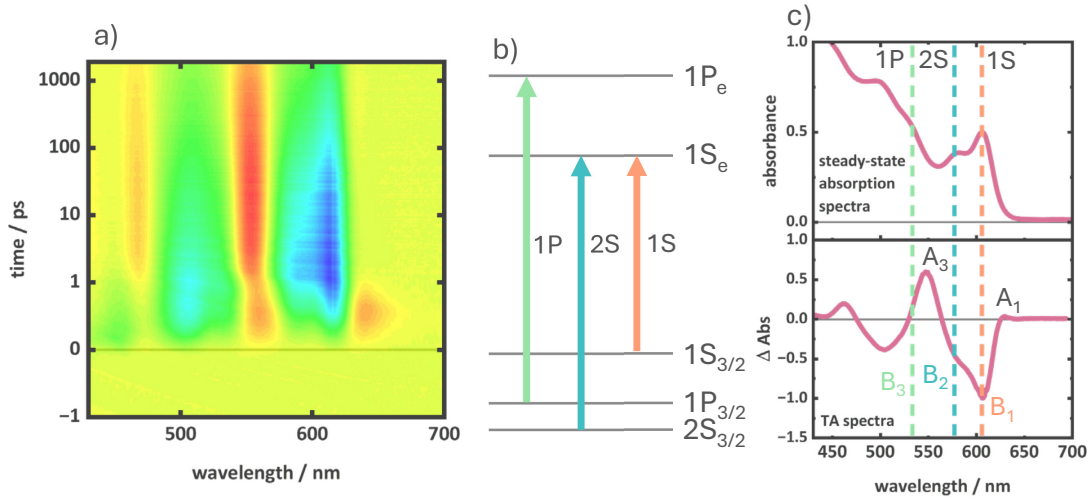 a)
time / ps
1000
100
10
1
0
−1
500
600
700
wavelength / nm
b)
1Pe
1Se
1P
2S
1S
1S3/2
1P3/2
2S3/2
c)
1.0
1P
2S
1S
absorbance
0.5
steady-state
absorption
spectra
0.0
1.0
A3
0.5
A1
Δ Abs
0.0
−0.5
B3
B2
−1.0
B1
TA spectra
−1.5
450
500
550
600
650
700
wavelength / nm